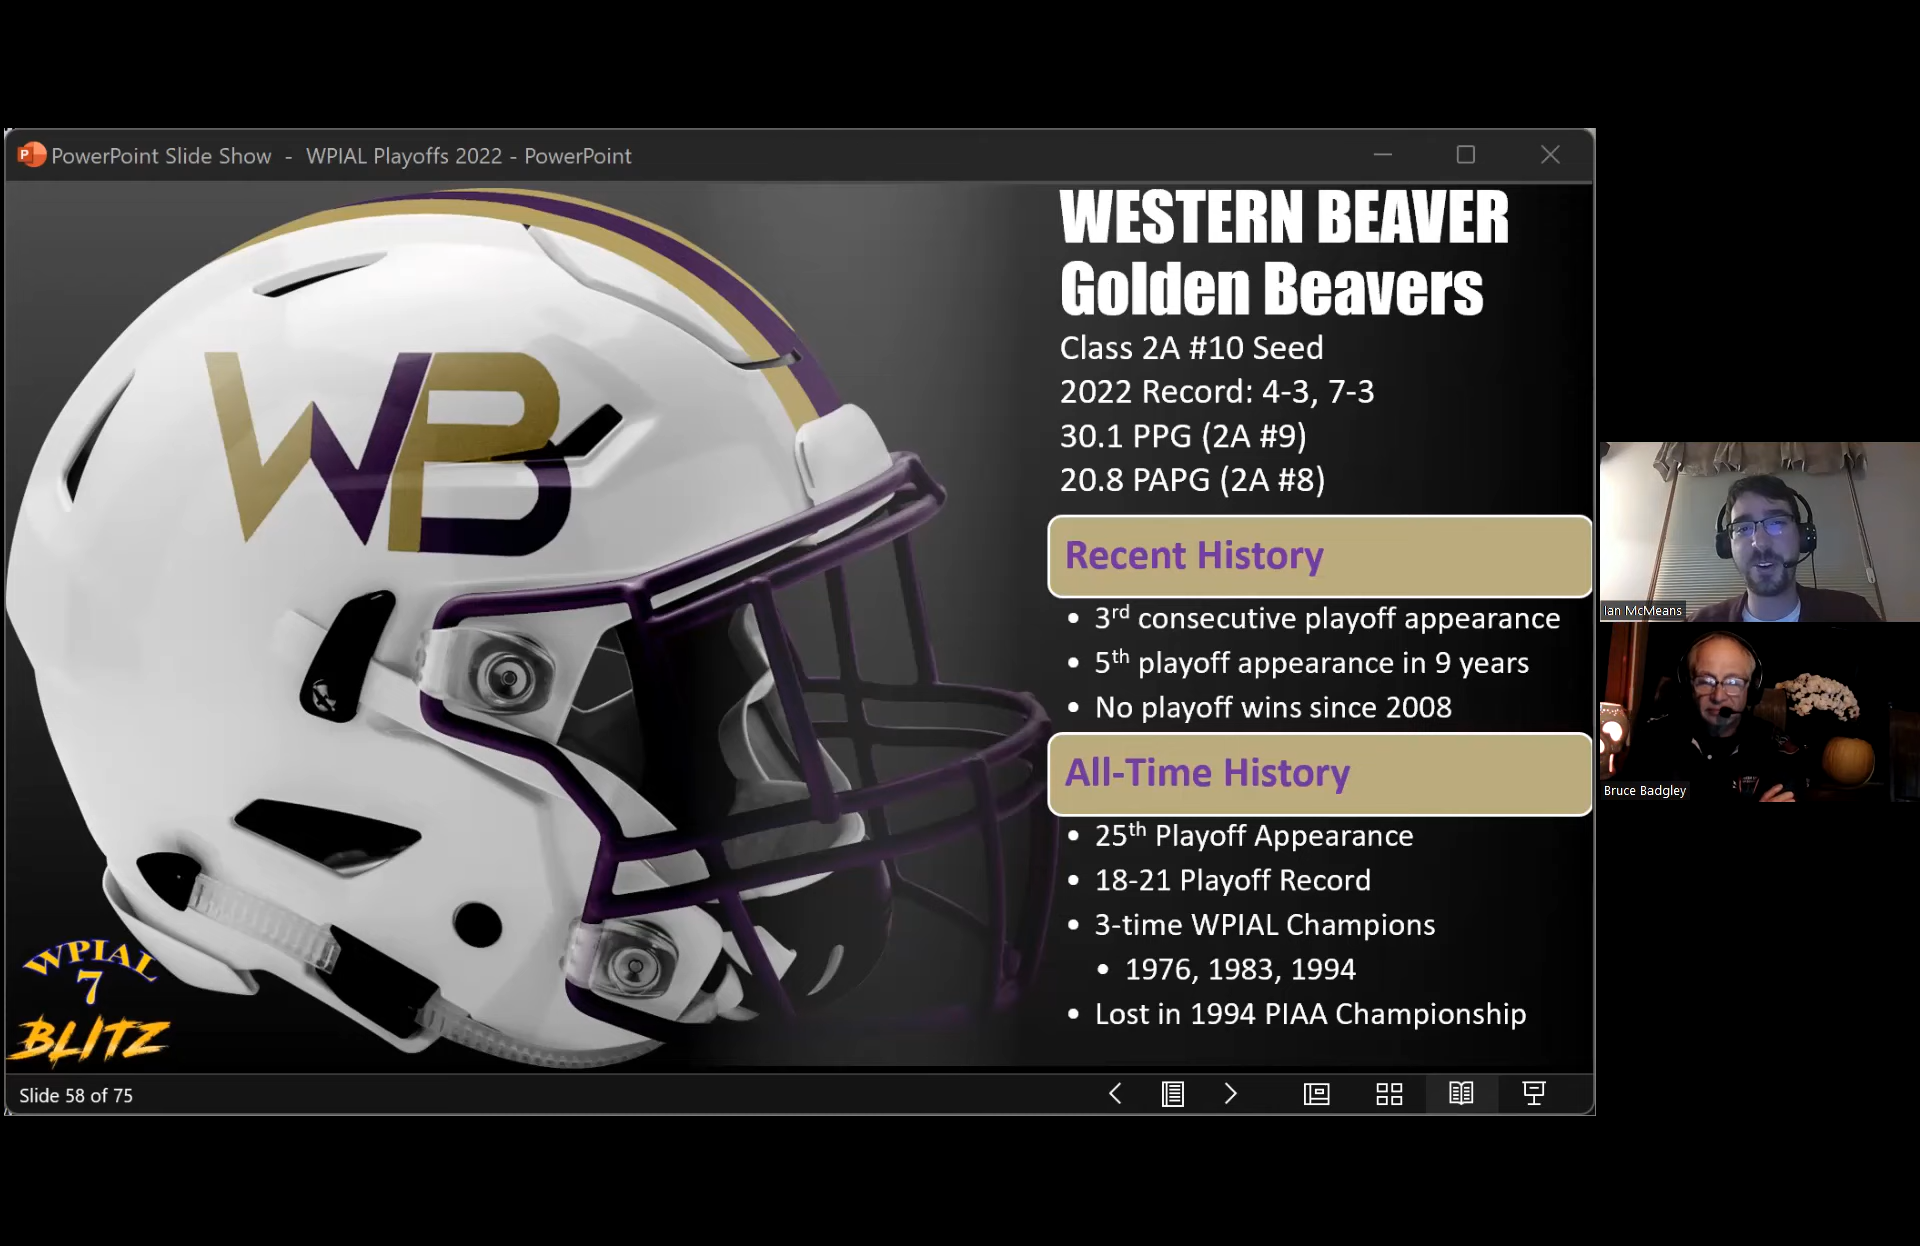 PowerPoint Slide Show - WPIAL Playoffs 2022 - PowerPoint
WESTERN BEAVER
Golden Beavers
Class 2A #10 Seed
2022 Record: 4-3, 7-3
30.1 PPG (2A #9)
20.8 PAPG (2A #8)
WB
Recent History
• 3rd consecutive playoff appearance
• 5th playoff appearance in 9 years
• No playoff wins since 2008
All-Time History
• 25th Playoff Appearance
• 18-21 Playoff Record
• 3-time WPIAL Champions
• 1976, 1983, 1994
• Lost in 1994 PIAA Championship
WPIAL
7
BLITZ
Slide 58 of 75
Ian McMeans
Bruce Badgley